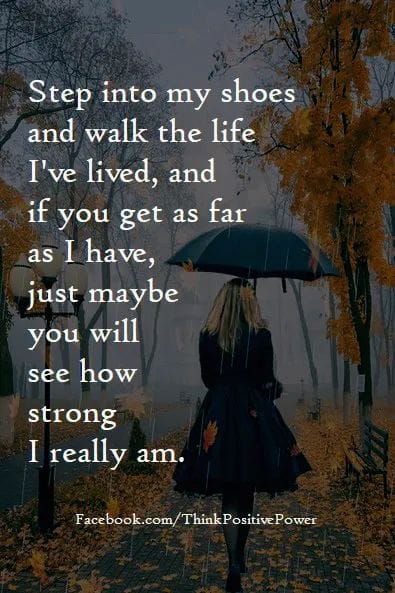 Step into my shoes
and walk the life
I've lived, and
if you get as far
as I have,
just maybe
you will
see how
strong
I really am.
Facebook.com/ThinkPositivePower